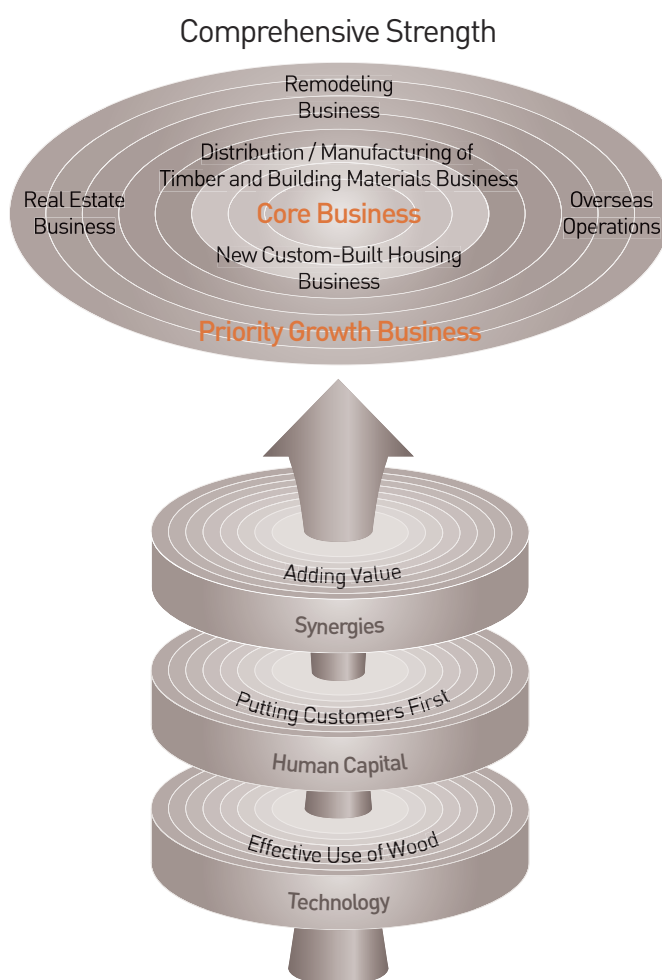 Comprehensive Strength
Remodeling
Business
Distribution / Manufacturing of
Timber and Building Materials Business
Real Estate
Business
Core Business
Overseas
Operations
New Custom-Built Housing
Business
Priority Growth Business
Adding Value
Synergies
Putting Customers First
Human Capital
Effective Use of Wood
Technology